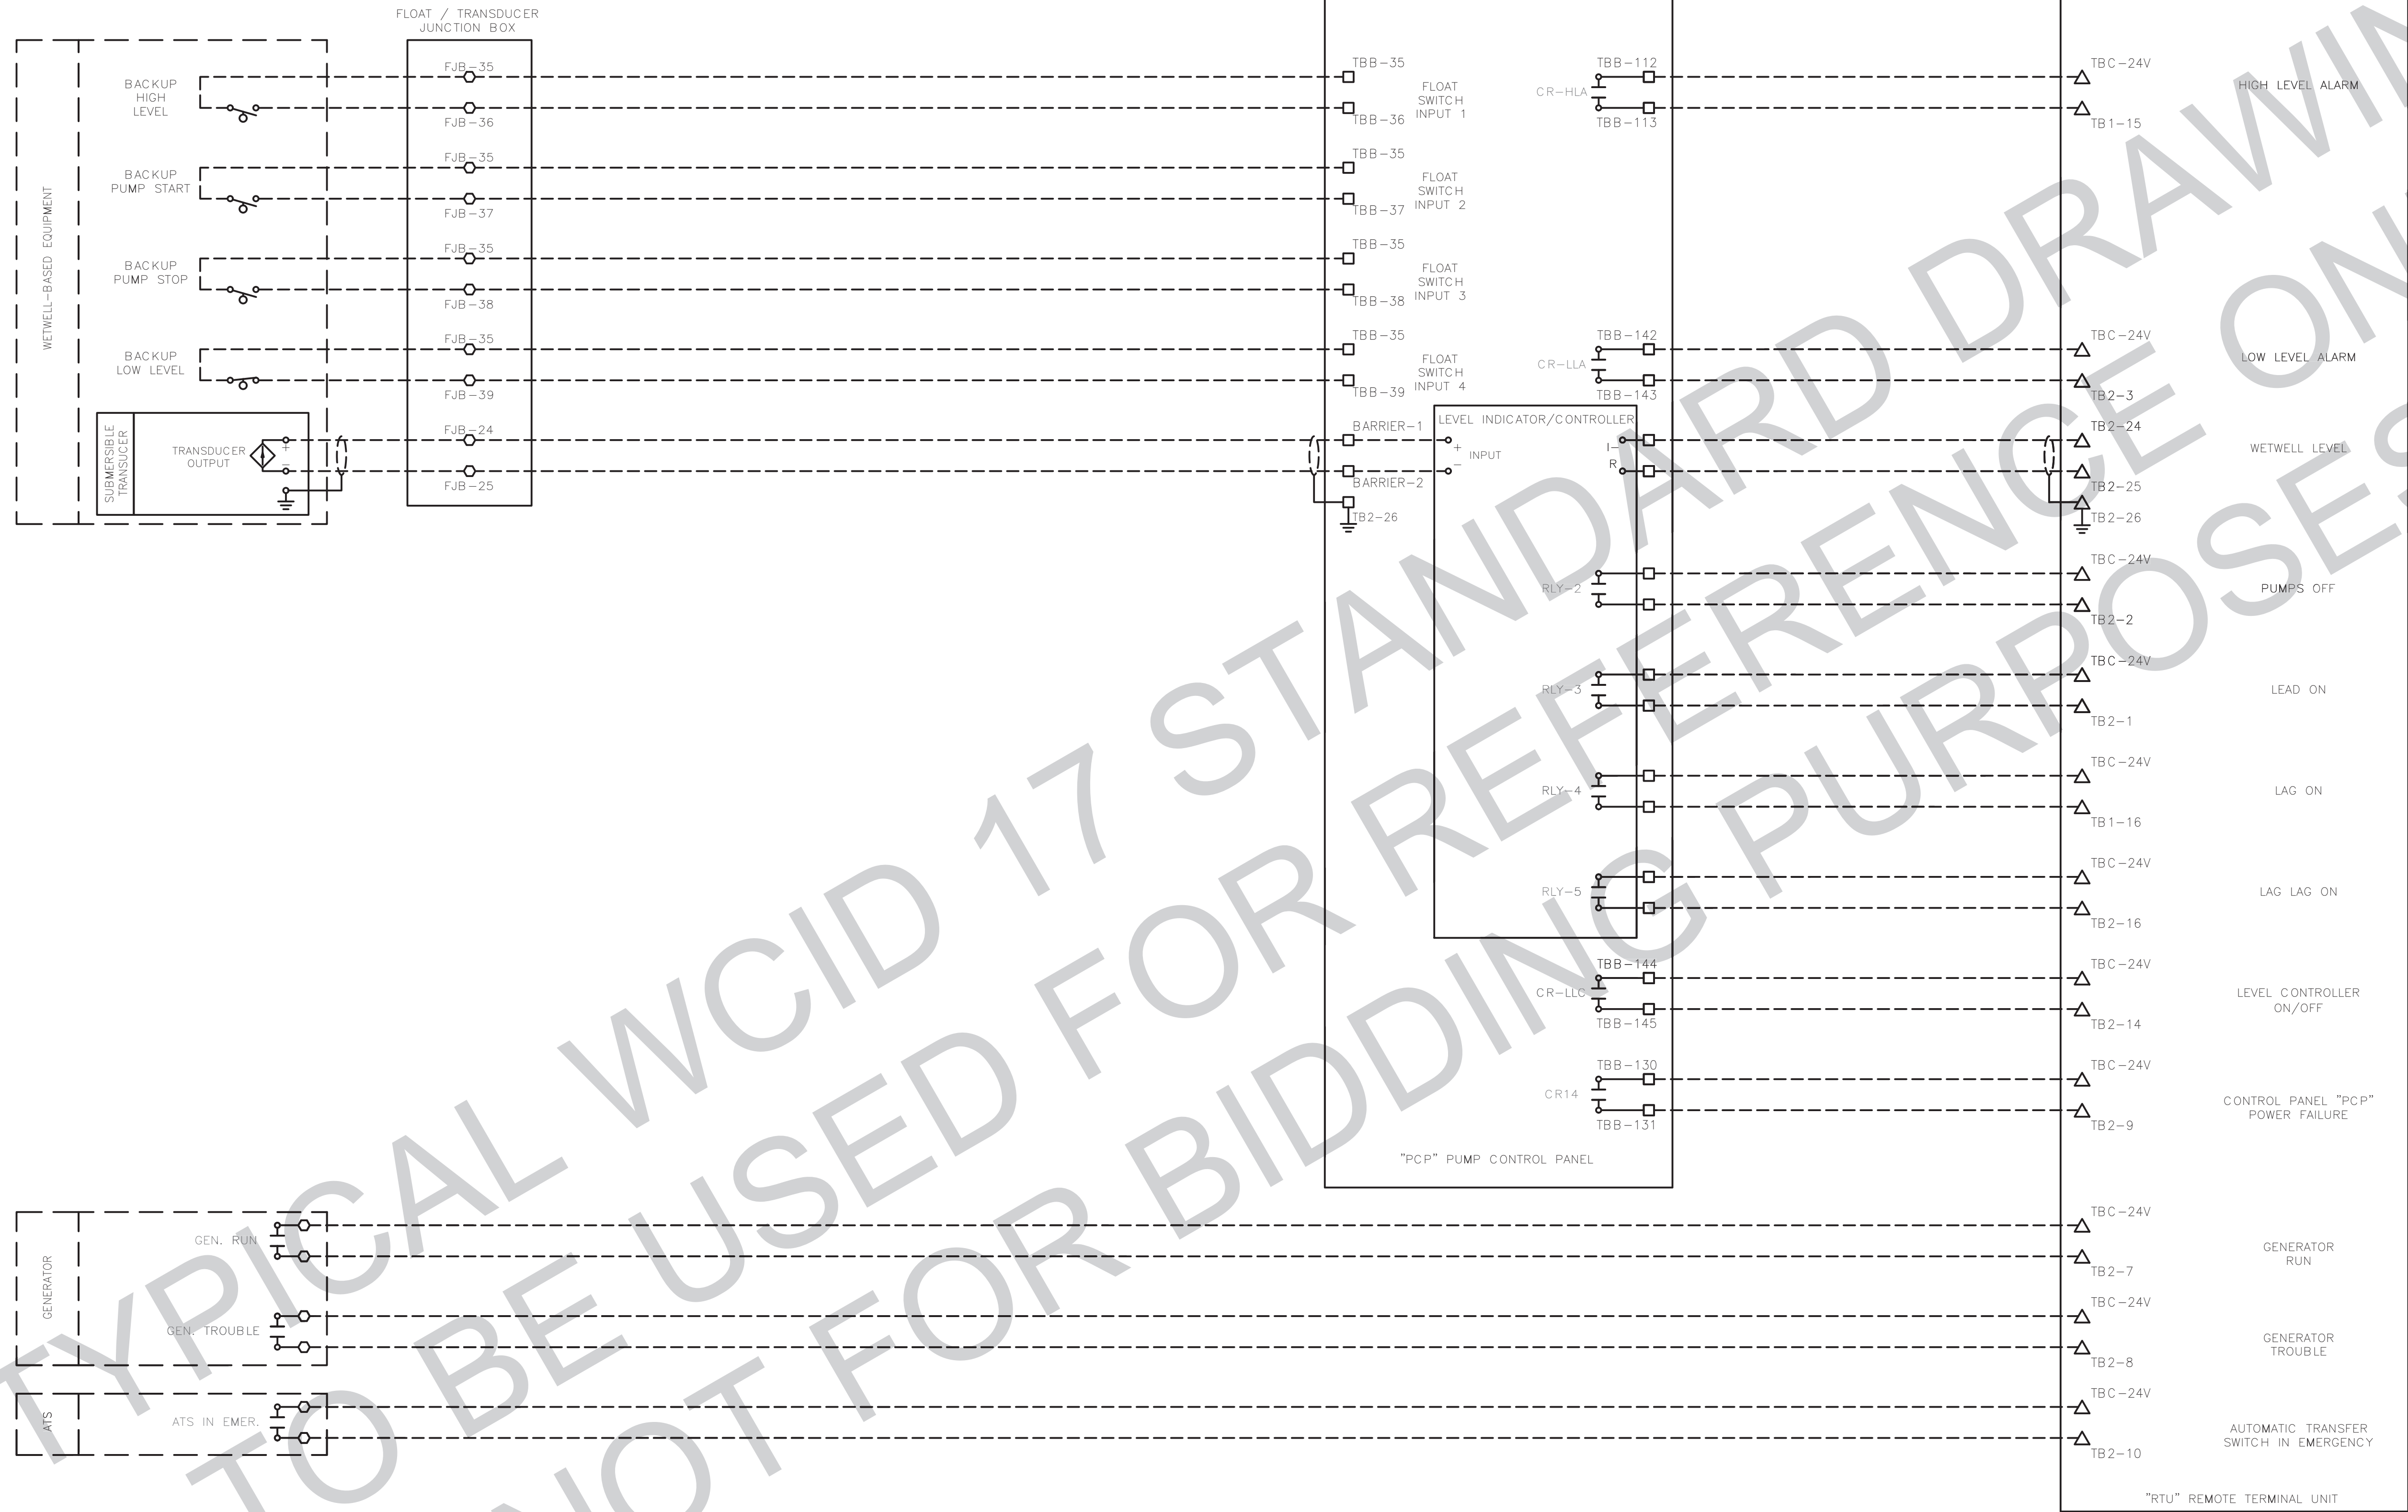 FLOAT / TRANSDUCER
JUNCTION BOX
WETWELL-BASED EQUIPMENT
BACKUP
HIGH
LEVEL
FJB-35
FJB-36
BACKUP
PUMP START
FJB-35
FJB-37
BACKUP
PUMP STOP
FJB-35
FJB-38
BACKUP
LOW LEVEL
FJB-35
FJB-39
SUBMERSIBLE
TRANSUCER
TRANSDUCER
OUTPUT
+
−
FJB-24
FJB-25
TBB-35
TBB-36
FLOAT
SWITCH
INPUT 1
TBB-35
TBB-37
FLOAT
SWITCH
INPUT 2
TBB-35
TBB-38
FLOAT
SWITCH
INPUT 3
TBB-35
TBB-39
FLOAT
SWITCH
INPUT 4
BARRIER-1
BARRIER-2
TB2-26
LEVEL INDICATOR/CONTROLLER
+
−
INPUT
I-
R
TBB-112
CR-HLA
TBB-113
TBB-142
CR-LLA
TBB-143
RLY-2
RLY-3
RLY-4
RLY-5
TBB-144
CR-LLC
TBB-145
TBB-130
CR14
TBB-131
"PCP" PUMP CONTROL PANEL
TBC-24V
HIGH LEVEL ALARM
TB1-15
TBC-24V
LOW LEVEL ALARM
TB2-3
TB2-24
WETWELL LEVEL
TB2-25
TB2-26
TBC-24V
PUMPS OFF
TB2-2
TBC-24V
LEAD ON
TB2-1
TBC-24V
LAG ON
TB1-16
TBC-24V
LAG LAG ON
TB2-16
TBC-24V
LEVEL CONTROLLER
ON/OFF
TB2-14
TBC-24V
CONTROL PANEL "PCP"
POWER FAILURE
TB2-9
GENERATOR
GEN. RUN
GEN. TROUBLE
TBC-24V
GENERATOR
RUN
TB2-7
TBC-24V
GENERATOR
TROUBLE
TB2-8
ATS
ATS IN EMER.
TBC-24V
AUTOMATIC TRANSFER
SWITCH IN EMERGENCY
TB2-10
"RTU" REMOTE TERMINAL UNIT
TYPICAL WCID 17 STANDARD DRAWIN
TO BE USED FOR REFERENCE ON
NOT FOR BIDDING PURPOSES